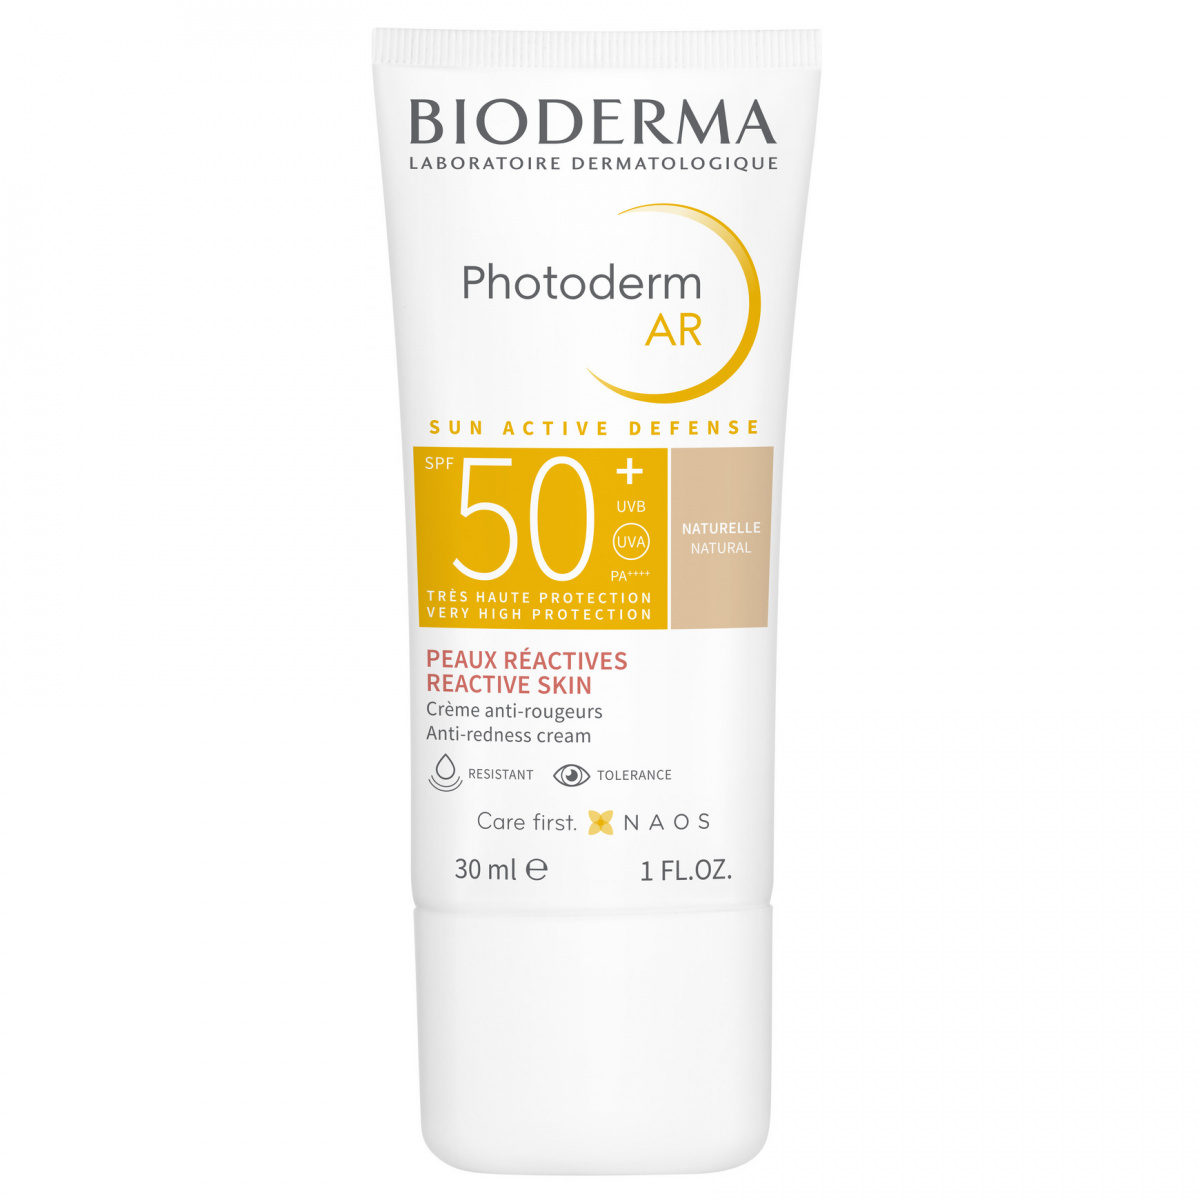 BIODERMA
LABORATOIRE DERMATOLOGIQUE
Photoderm
AR
SUN ACTIVE DEFENSE
SPF 50+
UVB
UVA
PA++++
TRÈS HAUTE PROTECTION
VERY HIGH PROTECTION
NATURELLE
NATURAL
PEAUX RÉACTIVES
REACTIVE SKIN
Crème anti-rougeurs
Anti-redness cream
RESISTANT TOLERANCE
Care first. NAOS
30 ml ℮ 1 FL.OZ.